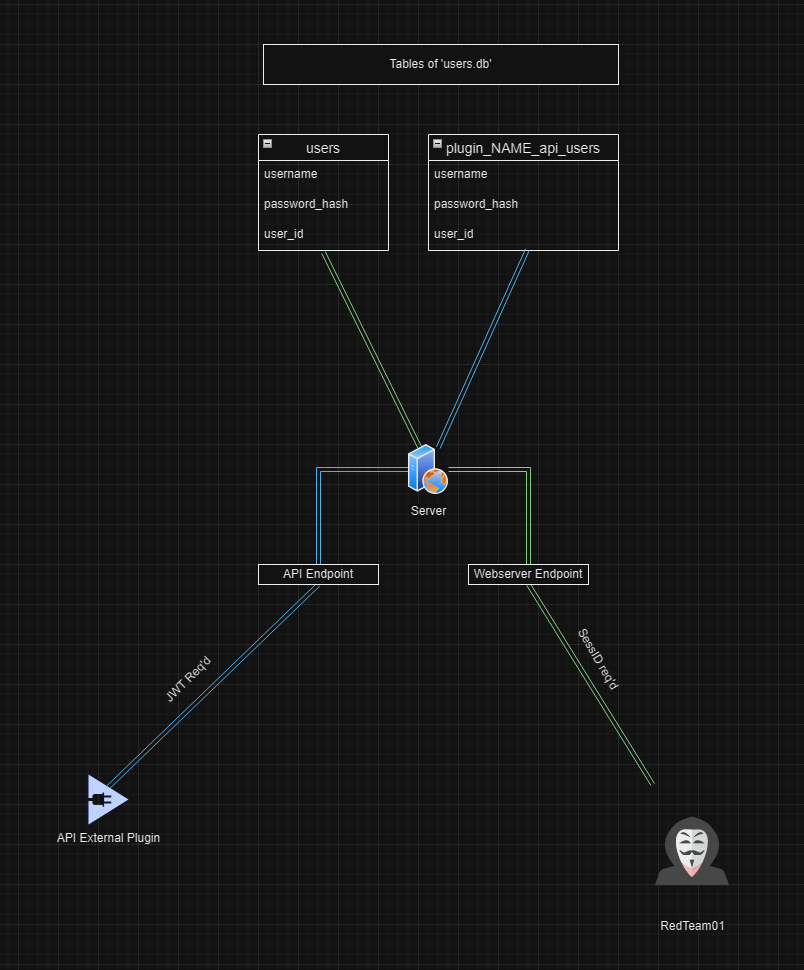 Tables of 'users.db'
users
username
password_hash
user_id
plugin_NAME_api_users
username
password_hash
user_id
Server
API Endpoint
Webserver Endpoint
JWT Req'd
SessID req'd
API External Plugin
RedTeam01